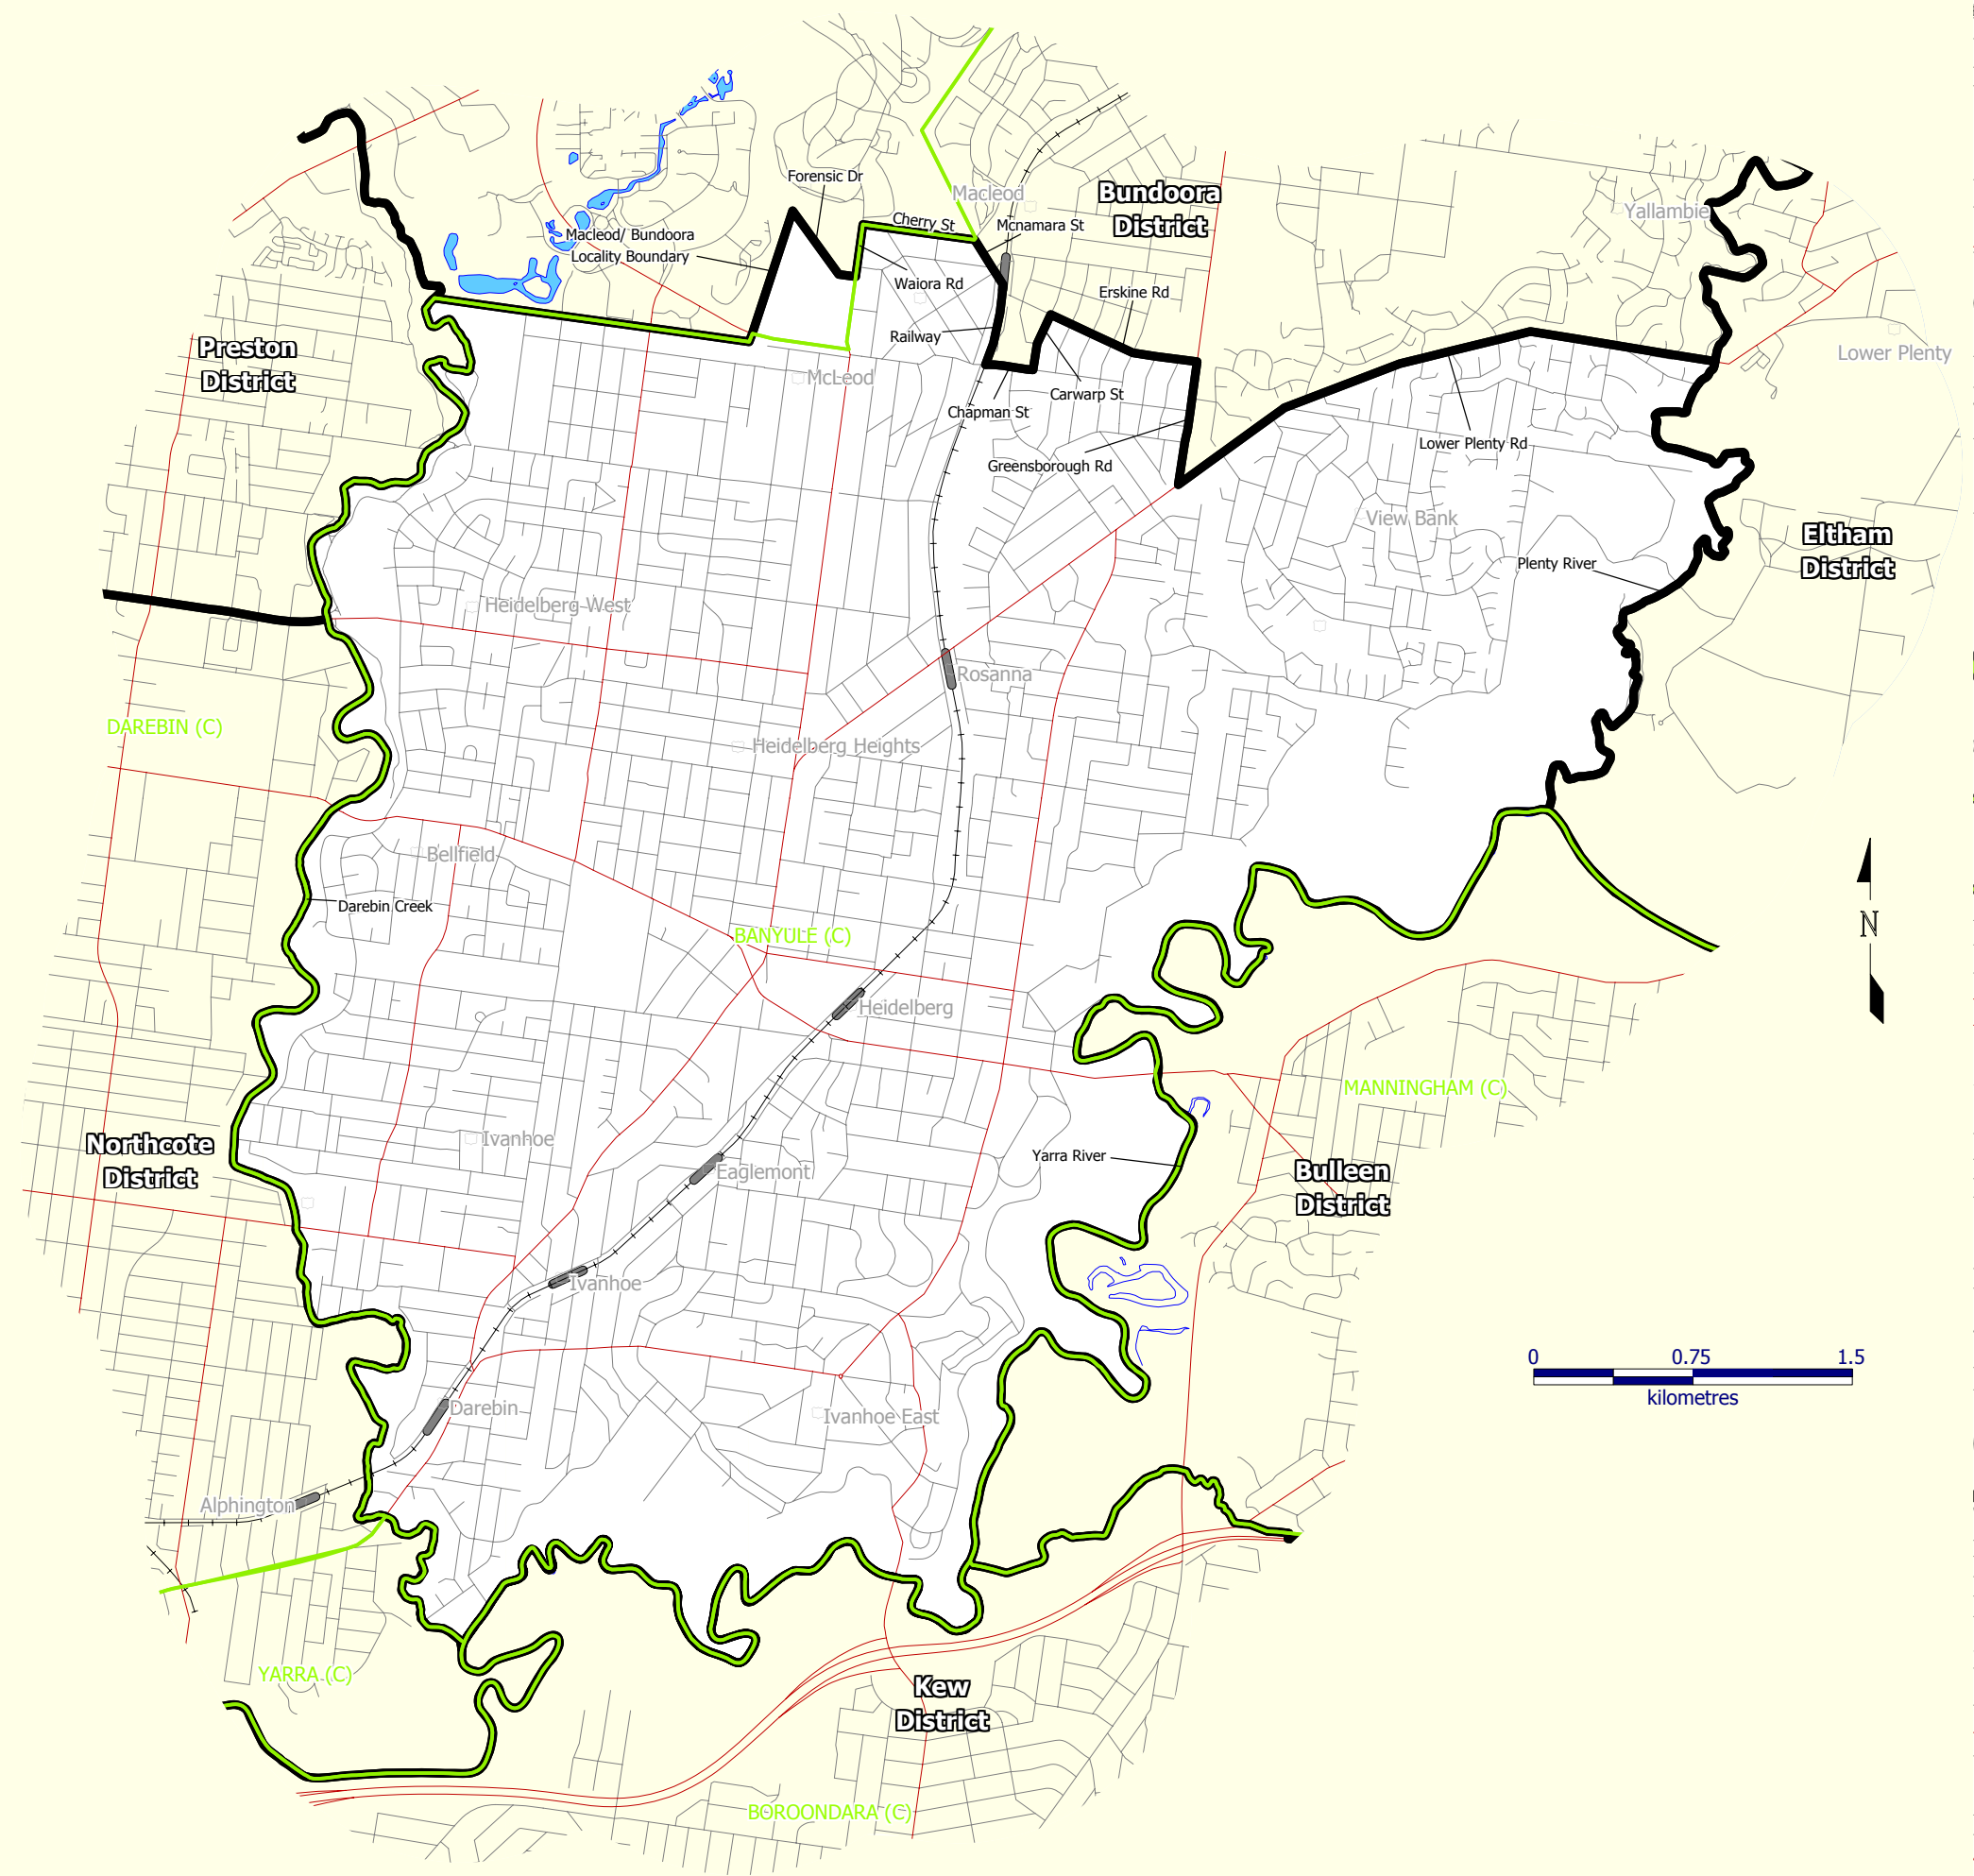 Forensic Dr
Macleod
Bundoora
District
Yallambie
Cherry St
Mcnamara St
Macleod/ Bundoora
Locality Boundary
Waiora Rd
Erskine Rd
Railway
Preston
District
Lower Plenty
McLeod
Carwarp St
Chapman St
Lower Plenty Rd
Greensborough Rd
View Bank
Eltham
District
Plenty River
Heidelberg West
Rosanna
DAREBIN (C)
Heidelberg Heights
Bellfield
Darebin Creek
BANYULE (C)
N
Heidelberg
MANNINGHAM (C)
Northcote
District
Ivanhoe
Yarra River
Eaglemont
Bulleen
District
Ivanhoe
0 0.75 1.5
kilometres
Darebin
Ivanhoe East
Alphington
YARRA (C)
Kew
District
BOROONDARA (C)